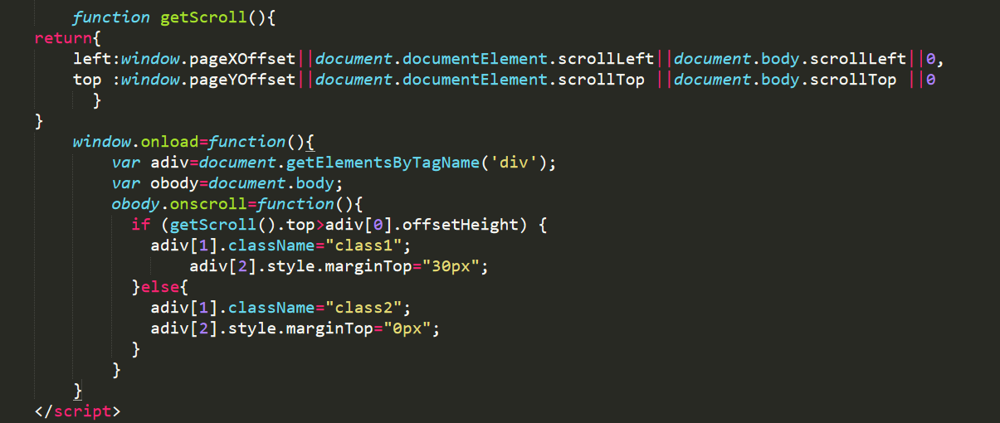 function getScroll(){
return{
left:window.pageXOffset||document.documentElement.scrollLeft||document.body.scrollLeft||0,
top :window.pageYOffset||document.documentElement.scrollTop ||document.body.scrollTop ||0
}
}
window.onload=function(){
var adiv=document.getElementsByTagName('div');
var obody=document.body;
obody.onscroll=function(){
if (getScroll().top>adiv[0].offsetHeight) {
adiv[1].className="class1";
adiv[2].style.marginTop="30px";
}else{
adiv[1].className="class2";
adiv[2].style.marginTop="0px";
}
}
}
</script>